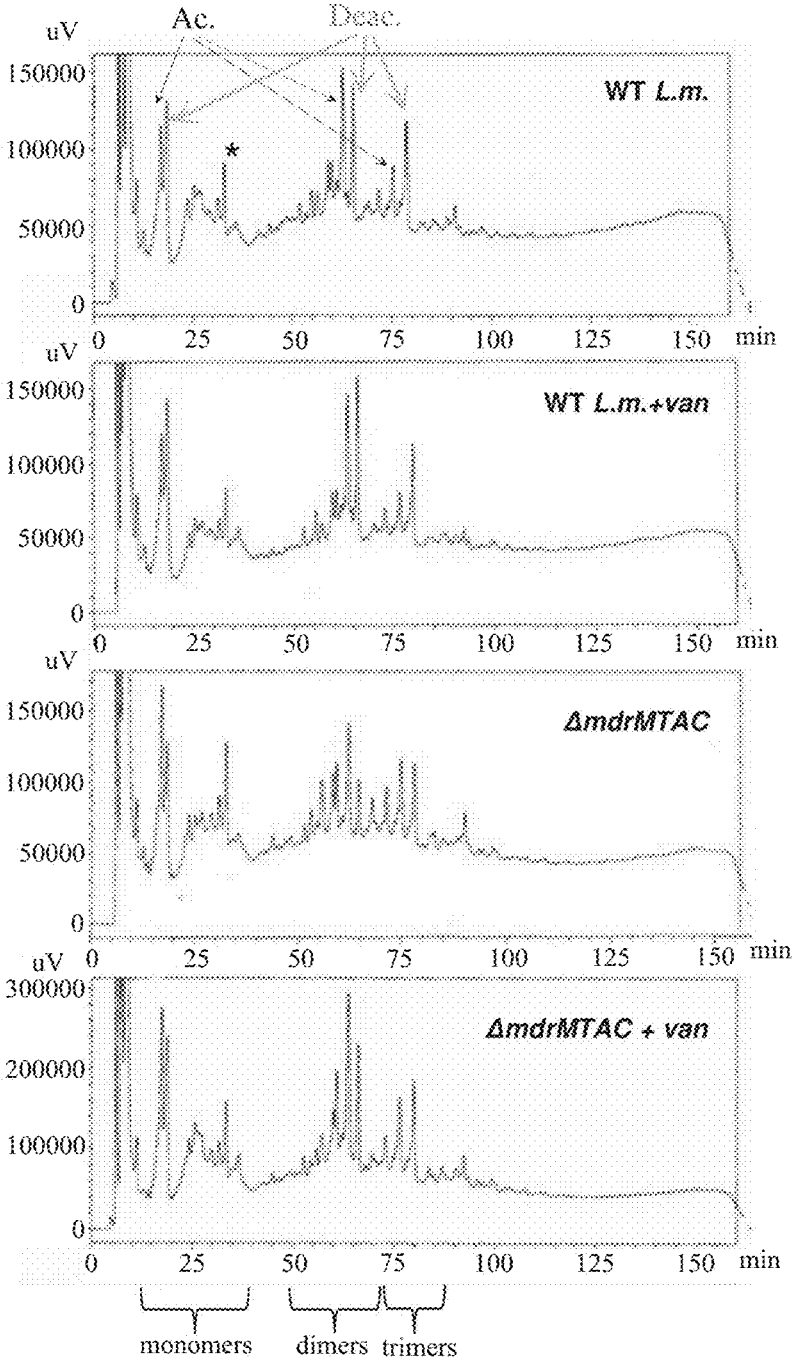 Ac. Deac.
uV
150000
100000
50000
0
*
WT L.m.
0 25 50 75 100 125 150 min
uV
150000
100000
50000
0
WT L.m.+van
0 25 50 75 100 125 150 min
uV
150000
100000
50000
0
ΔmdrMTAC
0 25 50 75 100 125 150 min
uV
300000
200000
100000
0
ΔmdrMTAC + van
0 25 50 75 100 125 150 min
monomers dimers trimers